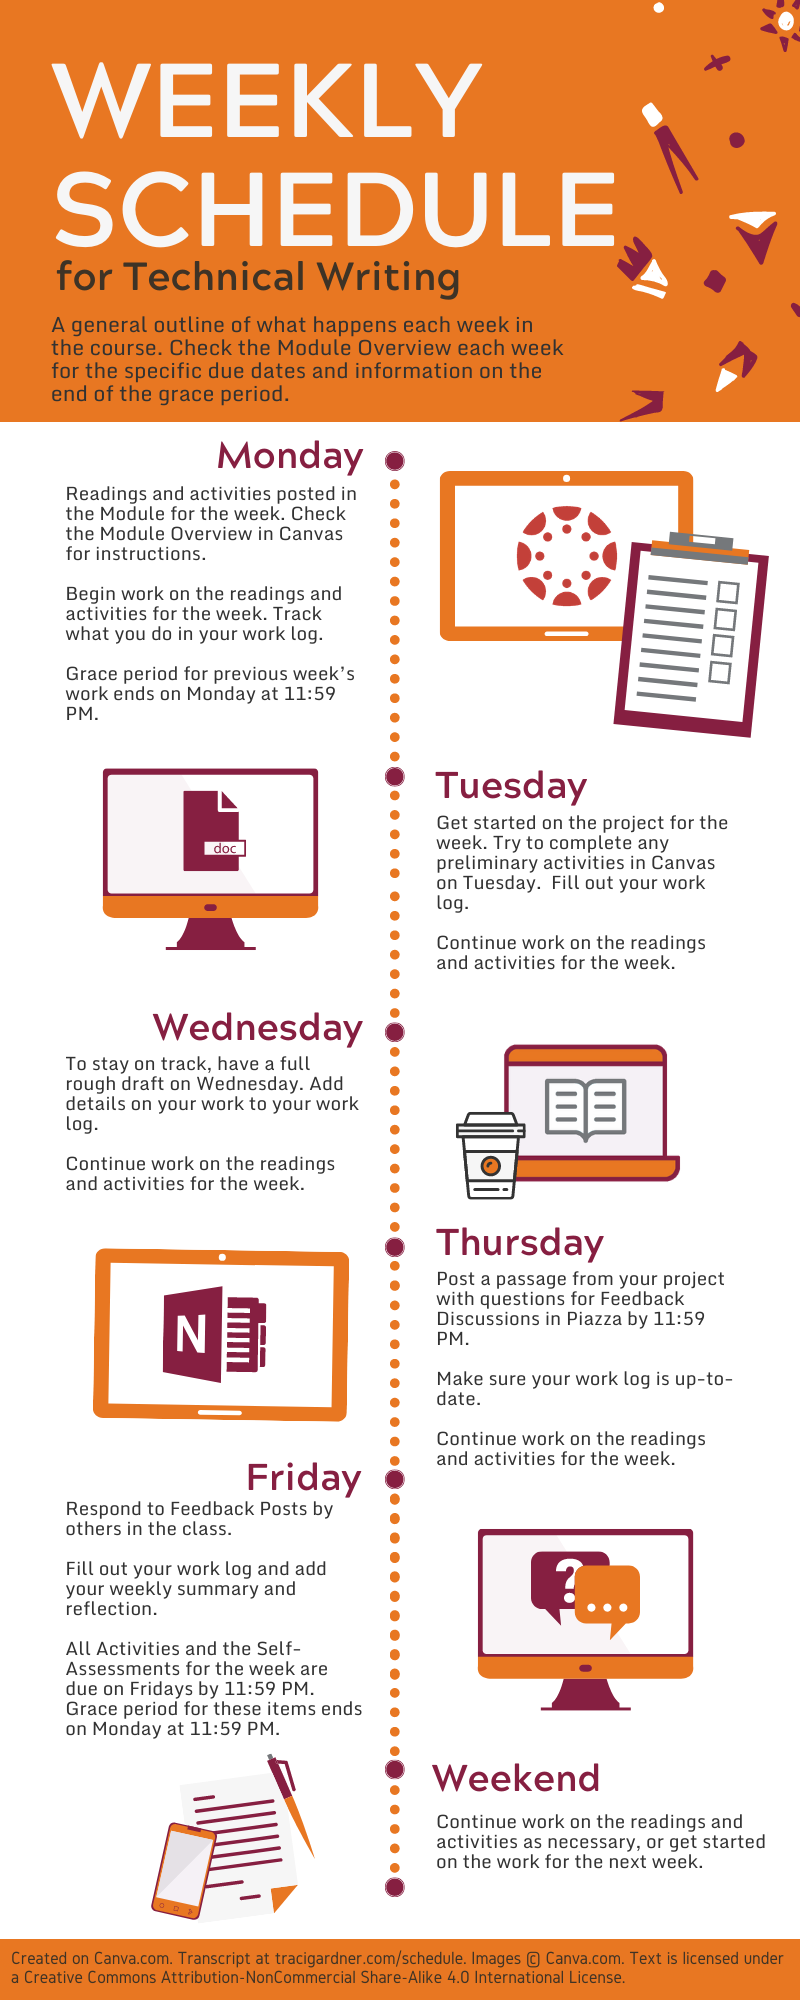 WEEKLY
SCHEDULE
for Technical Writing
A general outline of what happens each week in
the course. Check the Module Overview each week
for the specific due dates and information on the
end of the grace period.
Monday
Readings and activities posted in
the Module for the week. Check
the Module Overview in Canvas
for instructions.
Begin work on the readings and
activities for the week. Track
what you do in your work log.
Grace period for previous week's
work ends on Monday at 11:59
PM.
doc
Tuesday
Get started on the project for the
week. Try to complete any
preliminary activities in Canvas
on Tuesday.  Fill out your work
log.
Continue work on the readings
and activities for the week.
Wednesday
To stay on track, have a full
rough draft on Wednesday. Add
details on your work to your work
log.
Continue work on the readings
and activities for the week.
N
Thursday
Post a passage from your project
with questions for Feedback
Discussions in Piazza by 11:59
PM.
Make sure your work log is up-to-
date.
Continue work on the readings
and activities for the week.
Friday
Respond to Feedback Posts by
others in the class.
Fill out your work log and add
your weekly summary and
reflection.
All Activities and the Self-
Assessments for the week are
due on Fridays by 11:59 PM.
Grace period for these items ends
on Monday at 11:59 PM.
?
...
Weekend
Continue work on the readings and
activities as necessary, or get started
on the work for the next week.
Created on Canva.com. Transcript at tracigardner.com/schedule. Images © Canva.com. Text is licensed under
a Creative Commons Attribution-NonCommercial Share-Alike 4.0 International License.